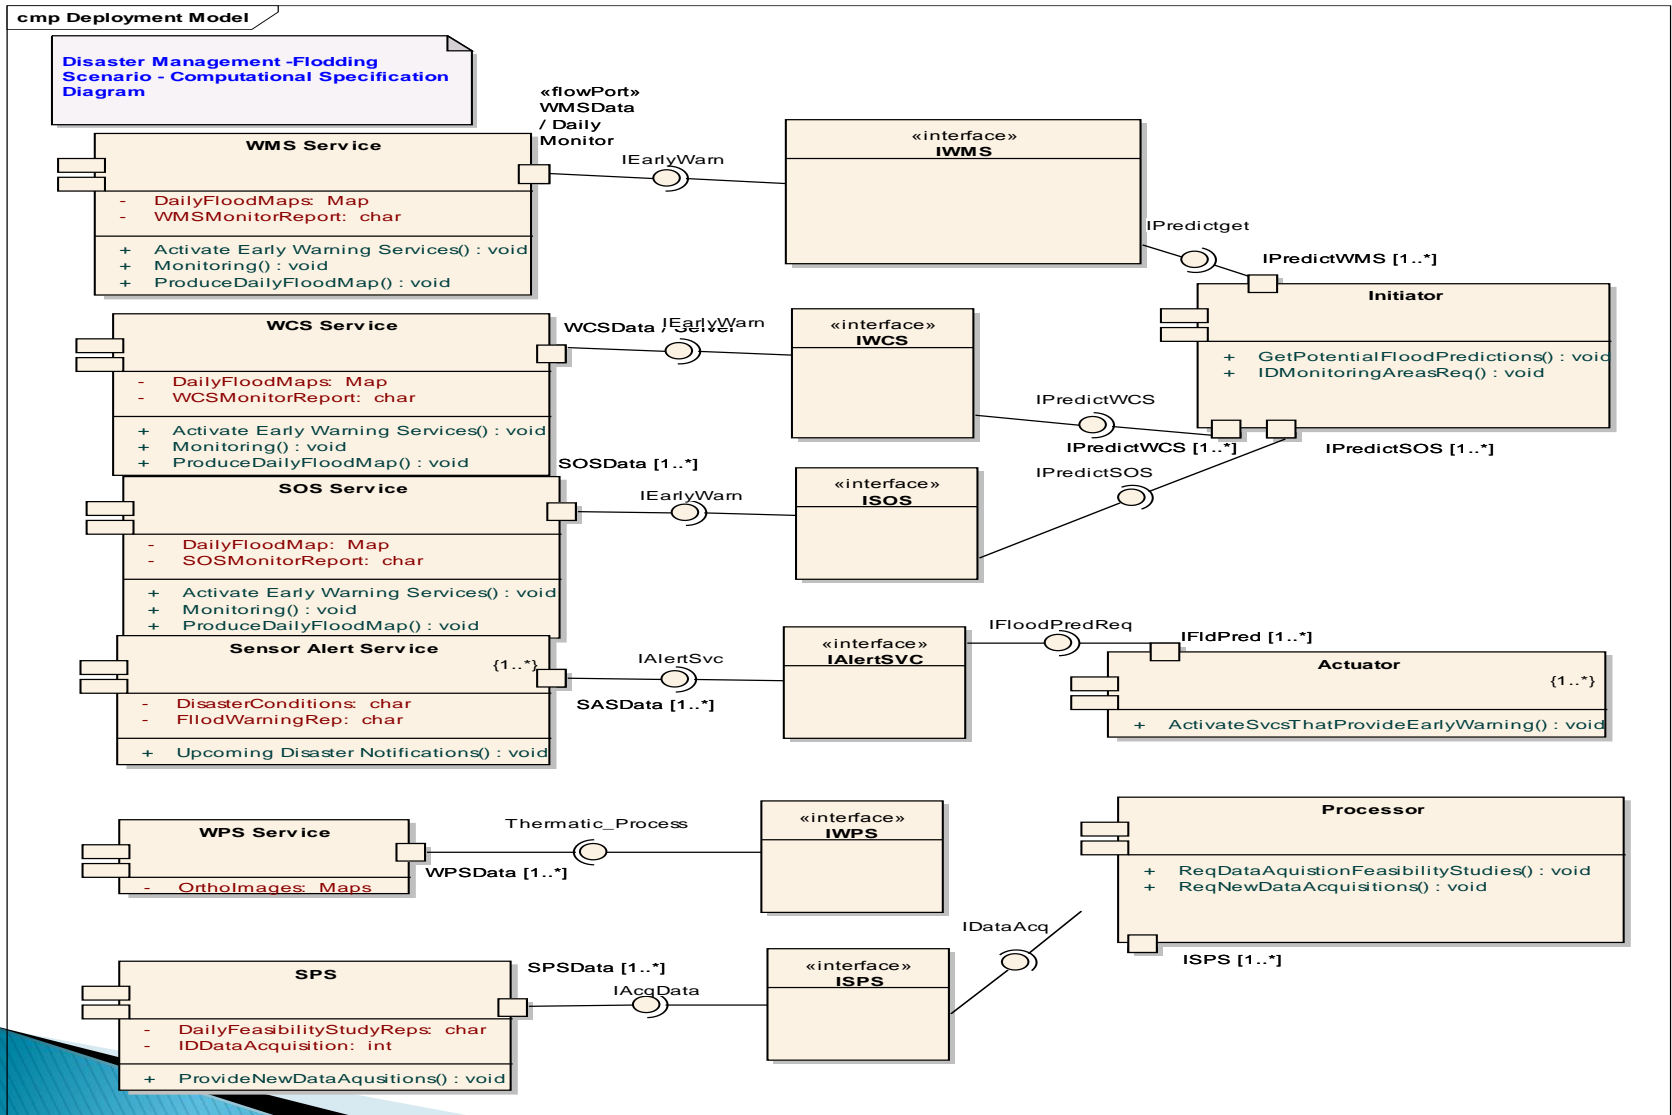 cmp Deployment Model
Disaster Management -Flodding
Scenario - Computational Specification
Diagram
«flowPort»
WMSData
/ Daily
Monitor
WMS Service
- DailyFloodMaps: Map
- WMSMonitorReport: char
+ Activate Early Warning Services() : void
+ Monitoring() : void
+ ProduceDailyFloodMap() : void
IEarlyWarn
«interface»
IWMS
IPredictget
IPredictWMS [1..*]
Initiator
+ GetPotentialFloodPredictions() : void
+ IDMonitoringAreasReq() : void
WCS Service
- DailyFloodMaps: Map
- WCSMonitorReport: char
+ Activate Early Warning Services() : void
+ Monitoring() : void
+ ProduceDailyFloodMap() : void
WCSData /
IEarlyWarn
«interface»
IWCS
IPredictWCS
IPredictWCS [1..*]
IPredictSOS [1..*]
IPredictSOS
SOSData [1..*]
SOS Service
- DailyFloodMap: Map
- SOSMonitorReport: char
+ Activate Early Warning Services() : void
+ Monitoring() : void
+ ProduceDailyFloodMap() : void
IEarlyWarn
«interface»
ISOS
Sensor Alert Service
{1..*}
- DisasterConditions: char
- FllodWarningRep: char
+ Upcoming Disaster Notifications() : void
IAlertSvc
SASData [1..*]
«interface»
IAlertSVC
IFloodPredReq
IFldPred [1..*]
Actuator
{1..*}
+ ActivateSvcsThatProvideEarlyWarning() : void
WPS Service
- OrthoImages: Maps
Thermatic_Process
WPSData [1..*]
«interface»
IWPS
Processor
+ ReqDataAquistionFeasibilityStudies() : void
+ ReqNewDataAcquisitions() : void
ISPS [1..*]
IDataAcq
SPS
- DailyFeasibilityStudyReps: char
- IDDataAcquisition: int
+ ProvideNewDataAqusitions() : void
SPSData [1..*]
IAcqData
«interface»
ISPS